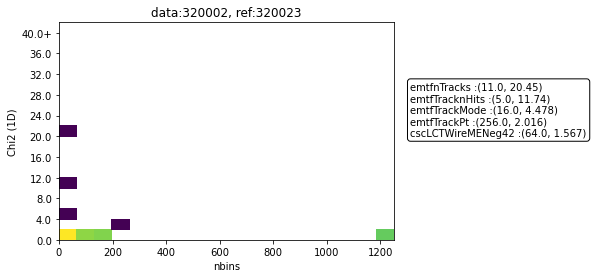 data:320002, ref:320023
40.0+
36.0
32.0
28.0
24.0
20.0
16.0
12.0
8.0
4.0
0.0
Chi2 (1D)
0 200 400 600 800 1000 1200
nbins
emtfnTracks :(11.0, 20.45)
emtfTracknHits :(5.0, 11.74)
emtfTrackMode :(16.0, 4.478)
emtfTrackPt :(256.0, 2.016)
cscLCTWireMENeg42 :(64.0, 1.567)